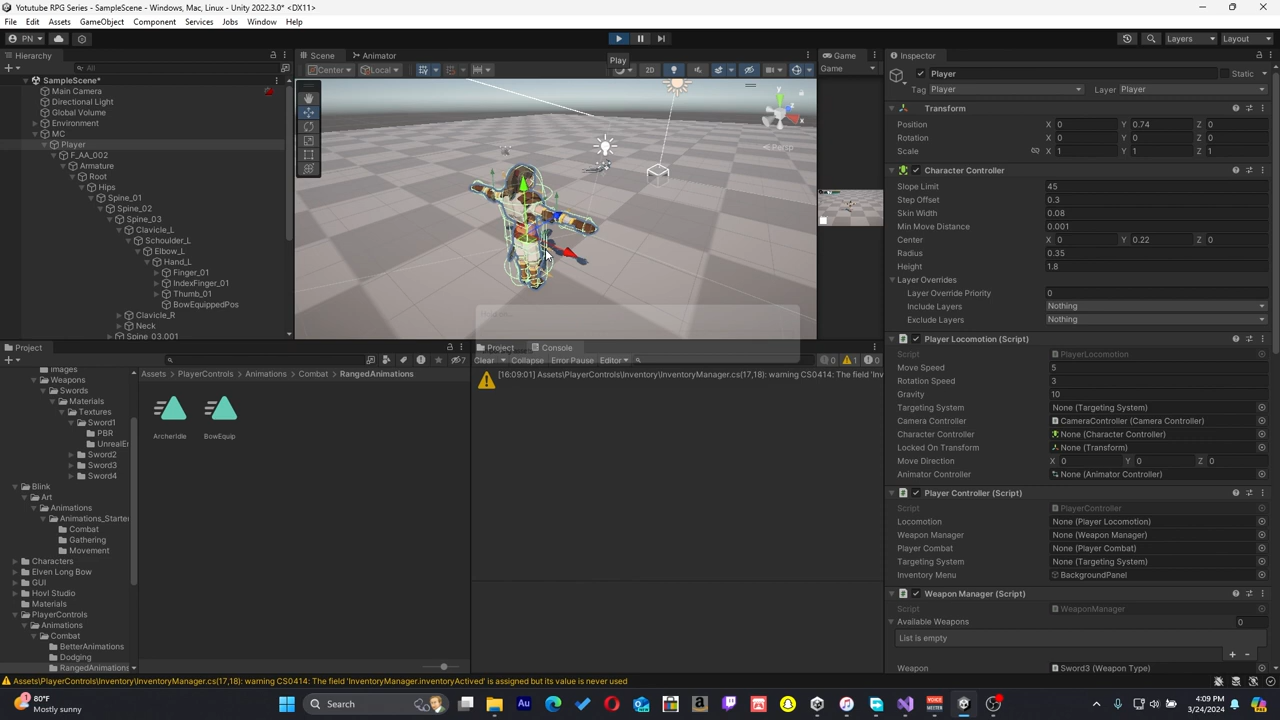 Yotutube RPG Series - SampleScene - Windows, Mac, Linux - Unity 2022.3.0* <DX11>
File Edit Assets GameObject Component Services Jobs Window Help
PN
Layers Layout
Hierarchy
Scene Animator
Game
Inspector
Play
All
Center Local 2D
Game
SampleScene*
Main Camera
Directional Light
Global Volume
Environment
MC
Player
F_AA_002
Armature
Root
Hips
Spine_01
Spine_02
Spine_03
Clavicle_L
Schoulder_L
Elbow_L
Hand_L
Finger_01
IndexFinger_01
Thumb_01
BowEquippedPos
Clavicle_R
Neck
Spine_03.001
y
x
Persp
Player Static
Tag Player Layer Player
Transform
Position X 0 Y 0.74 Z 0
Rotation X 0 Y 0 Z 0
Scale X 1 Y 1 Z 1
Character Controller
Slope Limit 45
Step Offset 0.3
Skin Width 0.08
Min Move Distance 0.001
Center X 0 Y 0.22 Z 0
Radius 0.35
Height 1.8
Layer Overrides
Layer Override Priority 0
Include Layers Nothing
Exclude Layers Nothing
Player Locomotion (Script)
Script PlayerLocomotion
Move Speed 5
Rotation Speed 3
Gravity 10
Targeting System None (Targeting System)
Camera Controller CameraController (Camera Controller)
Character Controller None (Character Controller)
Locked On Transform None (Transform)
Move Direction X 0 Y 0 Z 0
Animator Controller None (Animator Controller)
Player Controller (Script)
Script PlayerController
Locomotion None (Player Locomotion)
Weapon Manager None (Weapon Manager)
Player Combat None (Player Combat)
Targeting System None (Targeting System)
Inventory Menu BackgroundPanel
Weapon Manager (Script)
Script WeaponManager
Available Weapons 0
List is empty
Weapon Sword3 (Weapon Type)
Project
7
Images
Weapons
Swords
Materials
Textures
Sword1
PBR
UnrealEn
Sword2
Sword3
Sword4
Blink
Art
Animations
Animations_Starter
Combat
Gathering
Movement
Characters
Elven Long Bow
GUI
Hovl Studio
Materials
PlayerControls
Animations
Combat
BetterAnimations
Dodging
RangedAnimations
Assets > PlayerControls > Animations > Combat > RangedAnimations
ArcherIdle BowEquip
Project Console
Clear Collapse Error Pause Editor 0 1 0
[16:09:01] Assets\PlayerControls\Inventory\InventoryManager.cs(17,18): warning CS0414: The field 'Inv
Assets\PlayerControls\Inventory\InventoryManager.cs(17,18): warning CS0414: The field 'InventoryManager.inventoryActived' is assigned but its value is never used
1
80°F
Mostly sunny
Search
Au
VOICE
MEETER
4:09 PM
3/24/2024